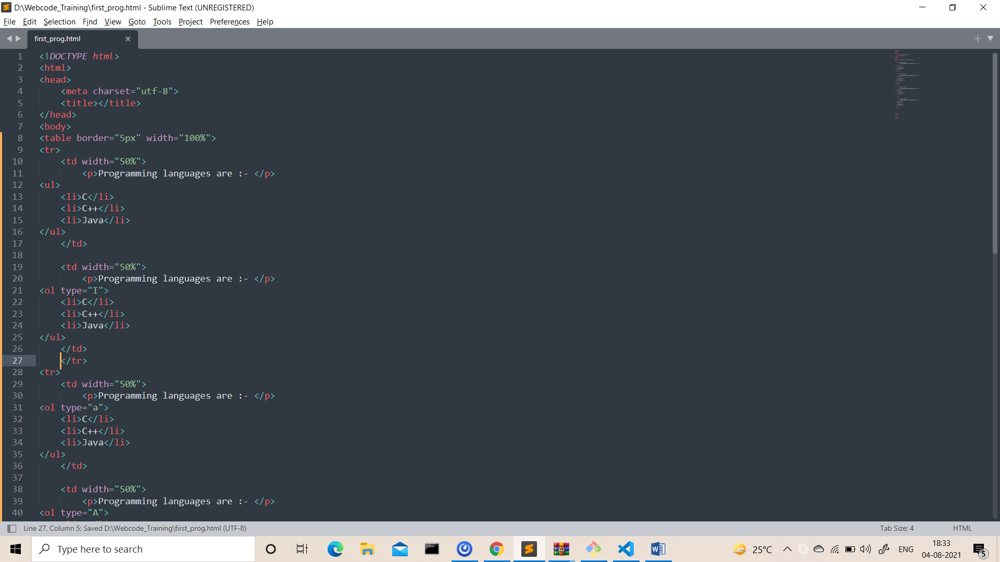 D:\Webcode_Training\first_prog.html - Sublime Text (UNREGISTERED)
File Edit Selection Find View Goto Tools Project Preferences Help
first_prog.html
1 <!DOCTYPE html>
2 <html>
3 <head>
4 <meta charset="utf-8">
5 <title></title>
6 </head>
7 <body>
8 <table border="5px" width="100%">
9 <tr>
10 <td width="50%">
11 <p>Programming languages are :- </p>
12 <ul>
13 <li>C</li>
14 <li>C++</li>
15 <li>Java</li>
16 </ul>
17 </td>
18
19 <td width="50%">
20 <p>Programming languages are :- </p>
21 <ol type="I">
22 <li>C</li>
23 <li>C++</li>
24 <li>Java</li>
25 </ul>
26 </td>
27 </tr>
28 <tr>
29 <td width="50%">
30 <p>Programming languages are :- </p>
31 <ol type="a">
32 <li>C</li>
33 <li>C++</li>
34 <li>Java</li>
35 </ul>
36 </td>
37
38 <td width="50%">
39 <p>Programming languages are :- </p>
40 <ol type="A">
Line 27, Column 5; Saved D:\Webcode_Training\first_prog.html (UTF-8) Tab Size: 4 HTML
Type here to search
25°C ENG
18:33
04-08-2021
5